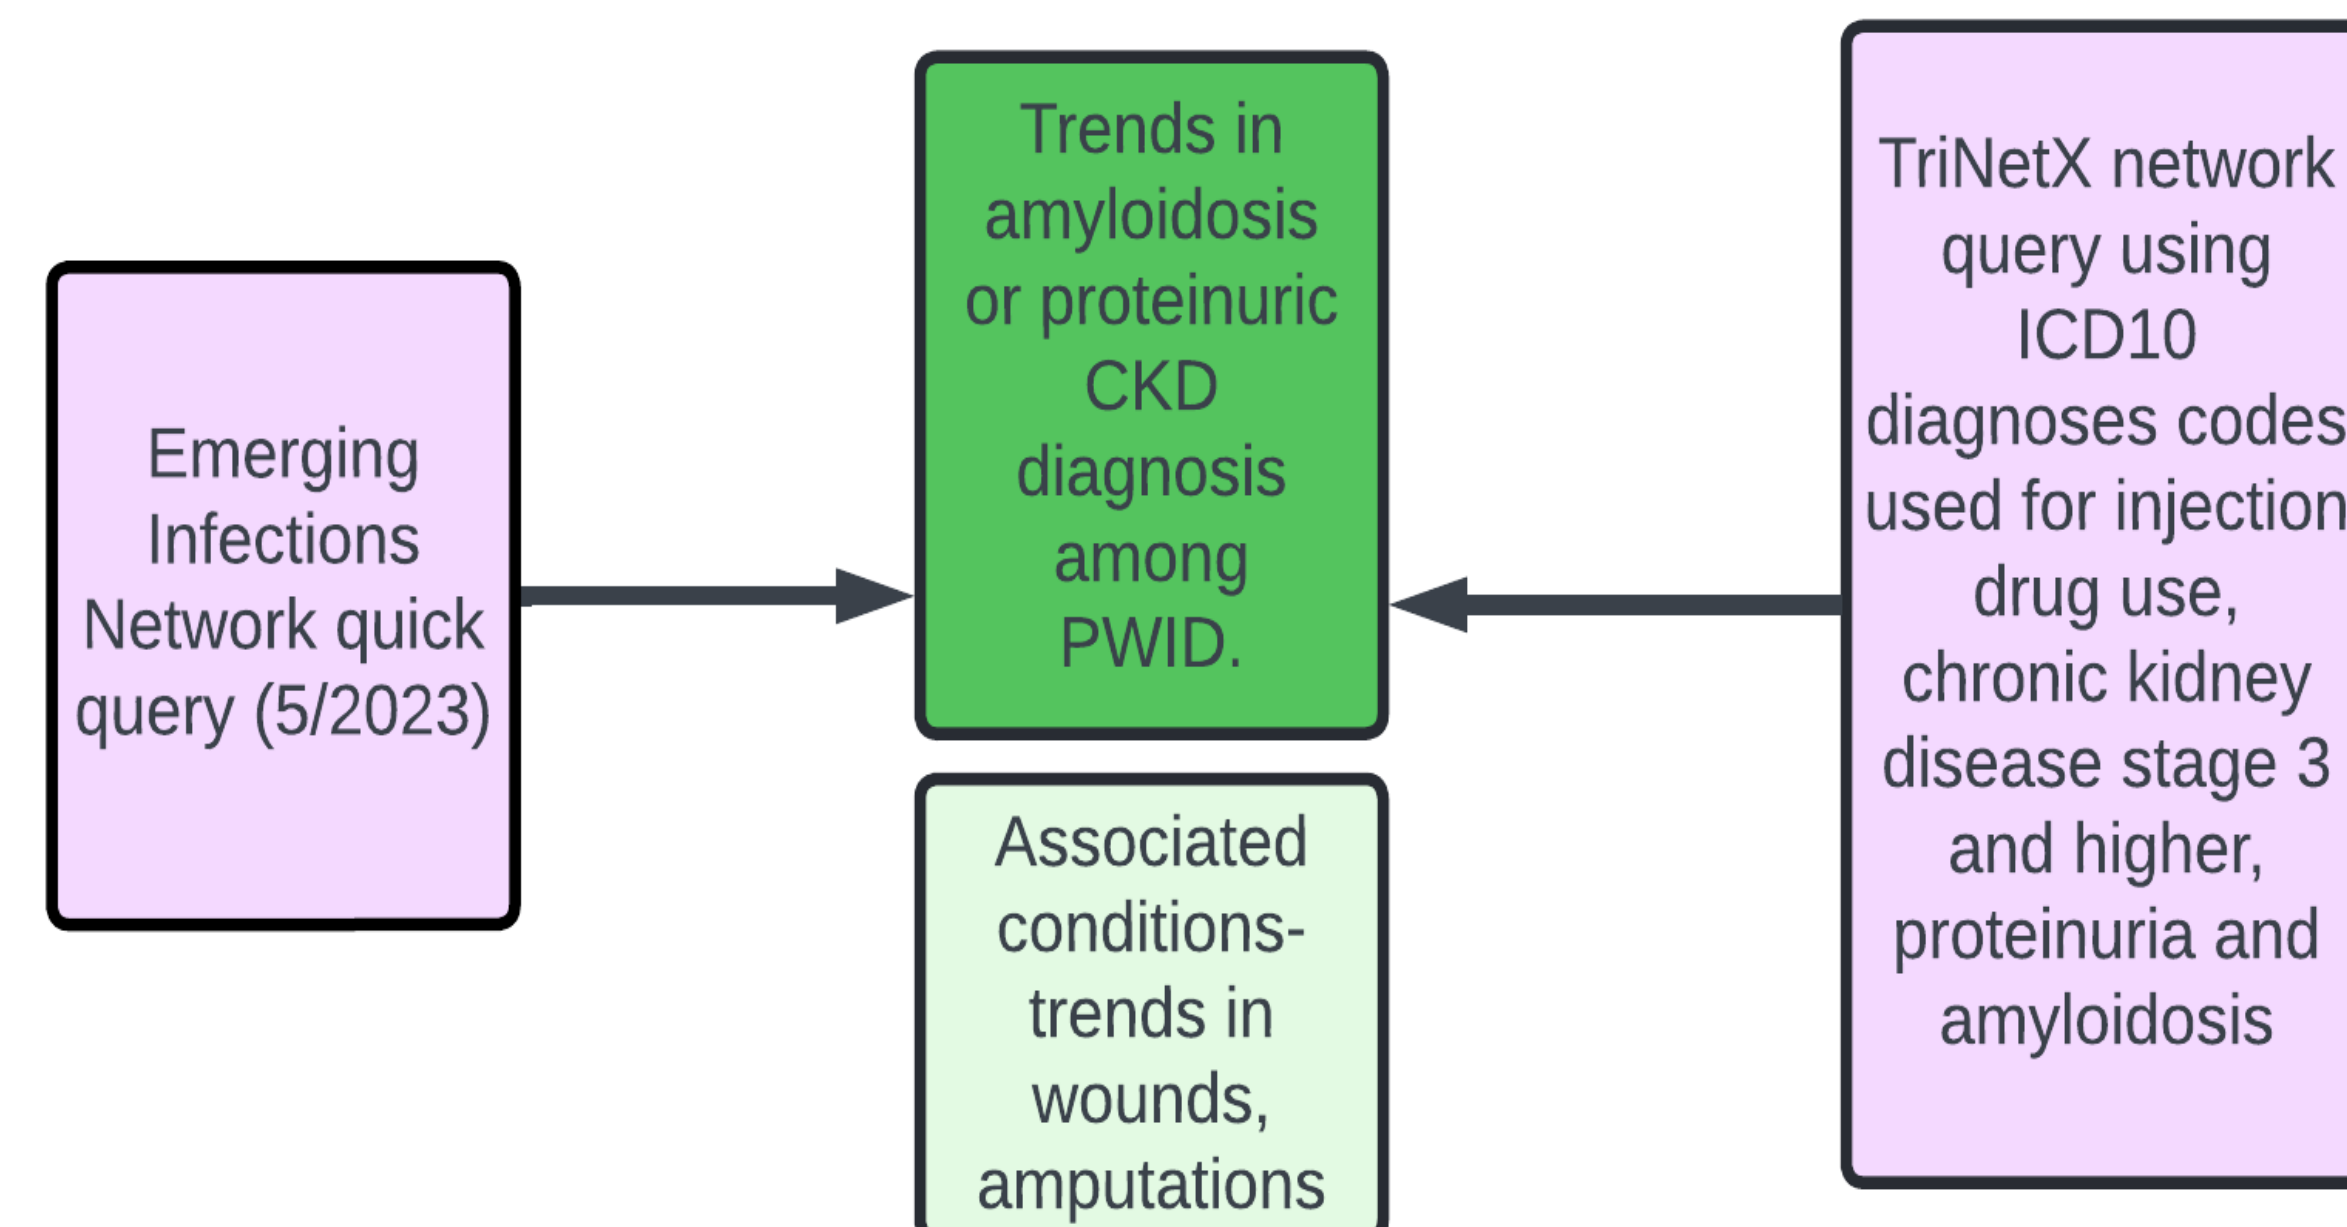 Emerging
Infections
Network quick
query (5/2023)
Trends in
amyloidosis
or proteinuric
CKD
diagnosis
among
PWID.
Associated
conditions-
trends in
wounds,
amputations
TriNetX network
query using
ICD10
diagnoses codes
used for injection
drug use,
chronic kidney
disease stage 3
and higher,
proteinuria and
amyloidosis